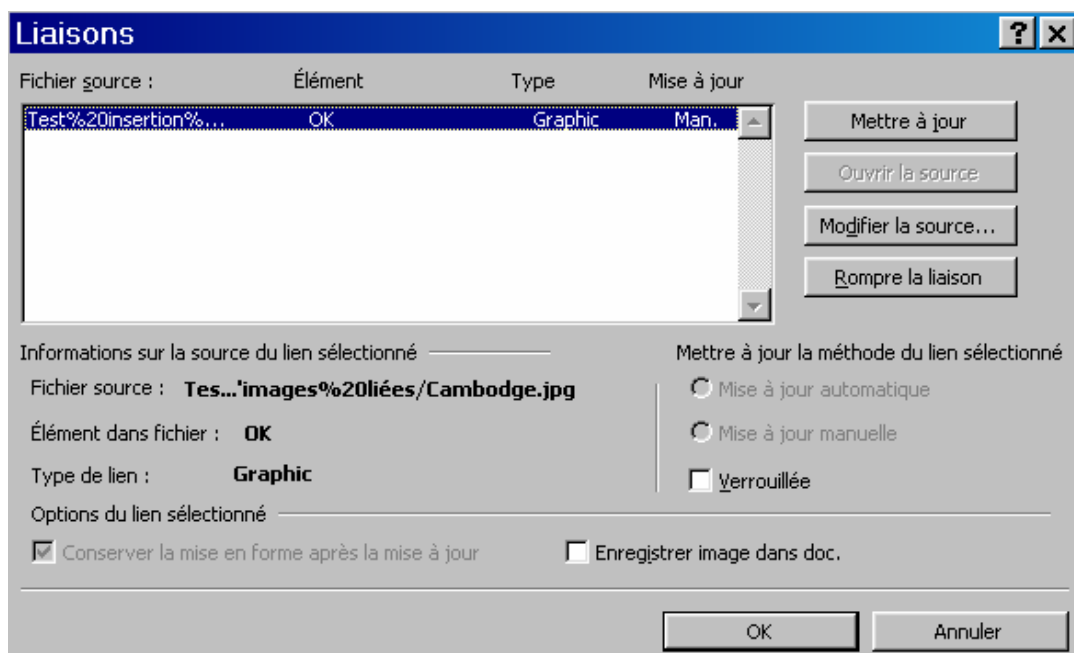 Liaisons
Fichier source : Élément Type Mise à jour
Test%20insertion%... OK Graphic Man.
Mettre à jour
Ouvrir la source
Modifier la source...
Rompre la liaison
Informations sur la source du lien sélectionné
Fichier source : Tes...'images%20liées/Cambodge.jpg
Élément dans fichier : OK
Type de lien : Graphic
Mettre à jour la méthode du lien sélectionné
Mise à jour automatique
Mise à jour manuelle
Verrouillée
Options du lien sélectionné
Conserver la mise en forme après la mise à jour Enregistrer image dans doc.
OK Annuler